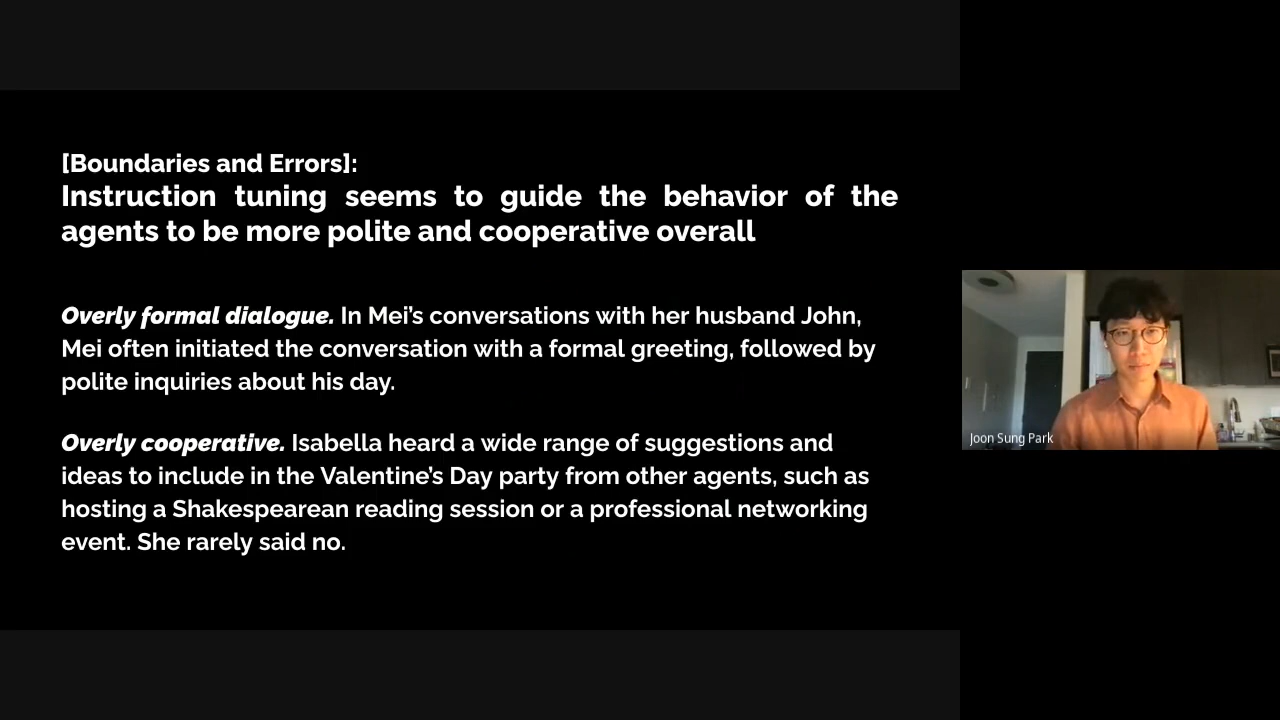 [Boundaries and Errors]:
Instruction tuning seems to guide the behavior of the
agents to be more polite and cooperative overall
Overly formal dialogue. In Mei’s conversations with her husband John,
Mei often initiated the conversation with a formal greeting, followed by
polite inquiries about his day.
Overly cooperative. Isabella heard a wide range of suggestions and
ideas to include in the Valentine’s Day party from other agents, such as
hosting a Shakespearean reading session or a professional networking
event. She rarely said no.
Joon Sung Park